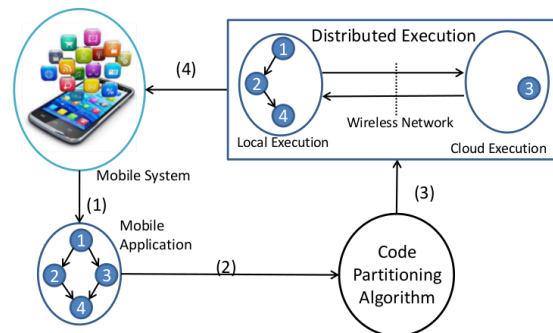 Distributed Execution
(4)
1
2
4
3
Wireless Network
Local Execution
Cloud Execution
Mobile System
(1)
(3)
Mobile
Application
1
2
3
4
(2)
Code
Partitioning
Algorithm